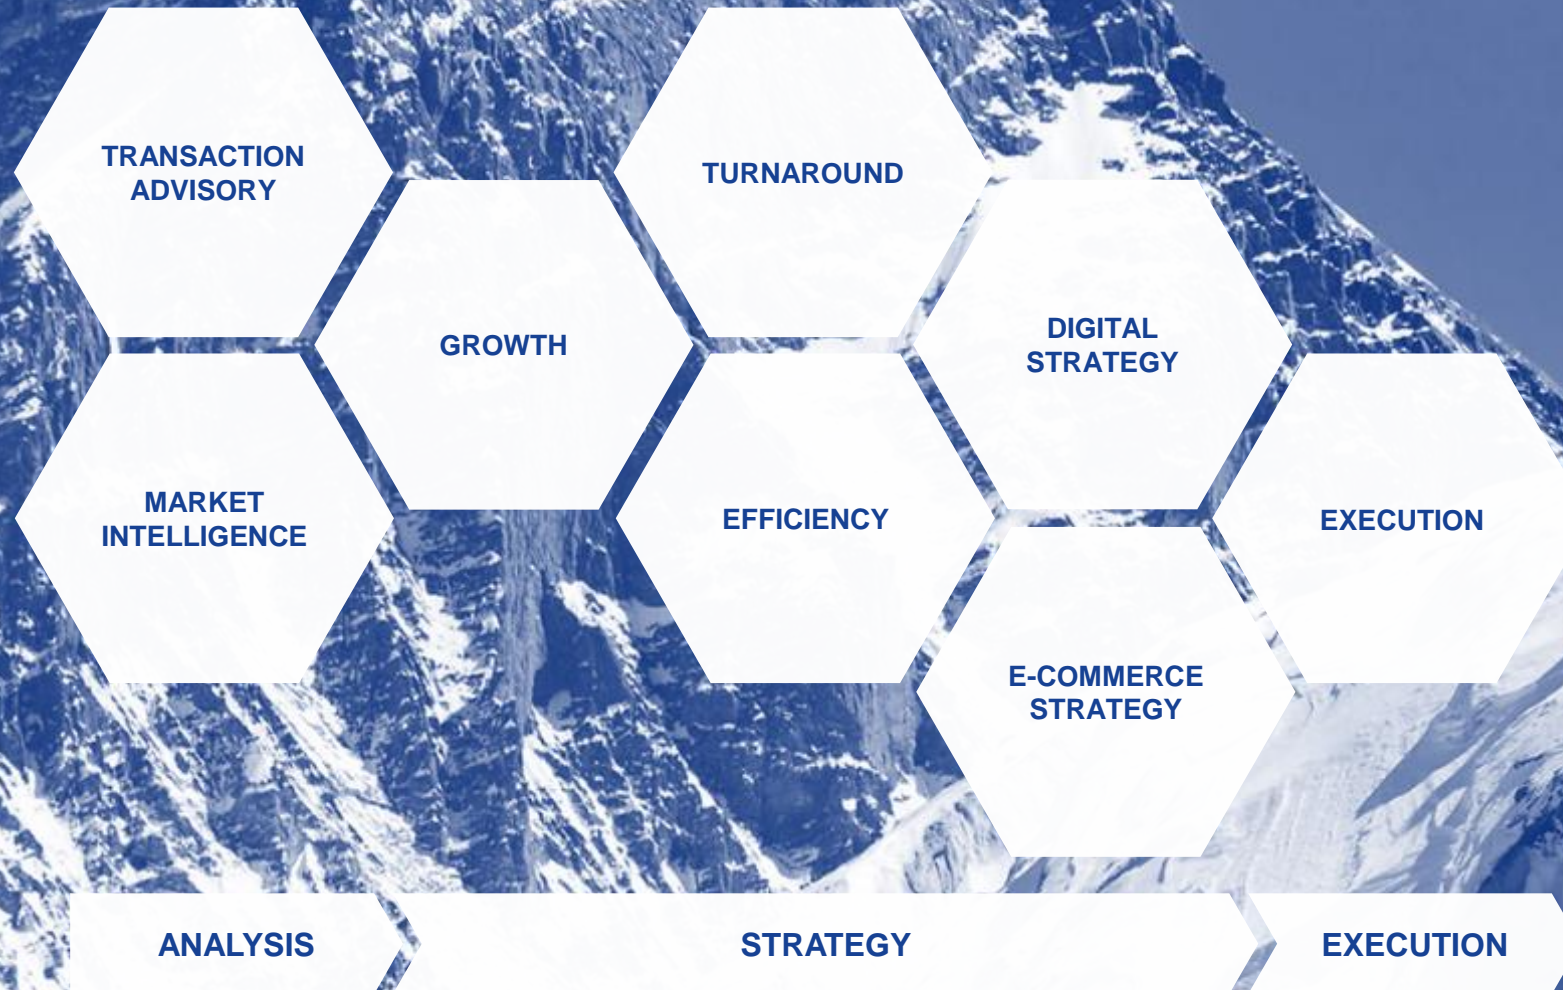 TRANSACTION
ADVISORY
TURNAROUND
GROWTH
DIGITAL
STRATEGY
MARKET
INTELLIGENCE
EFFICIENCY
EXECUTION
E-COMMERCE
STRATEGY
ANALYSIS
STRATEGY
EXECUTION